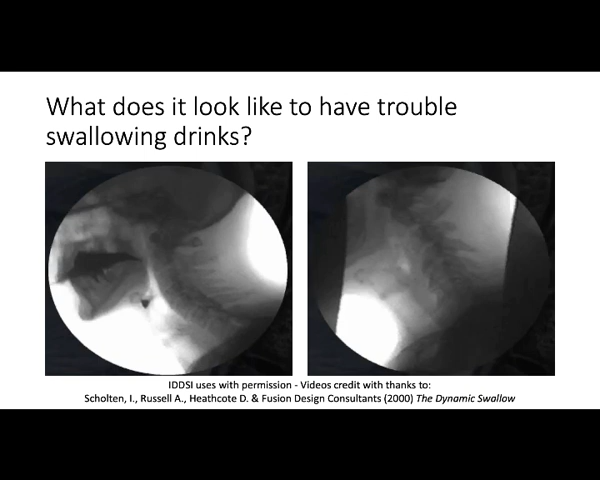 What does it look like to have trouble
swallowing drinks?
IDDSI uses with permission - Videos credit with thanks to:
Scholten, I., Russell A., Heathcote D. & Fusion Design Consultants (2000) The Dynamic Swallow